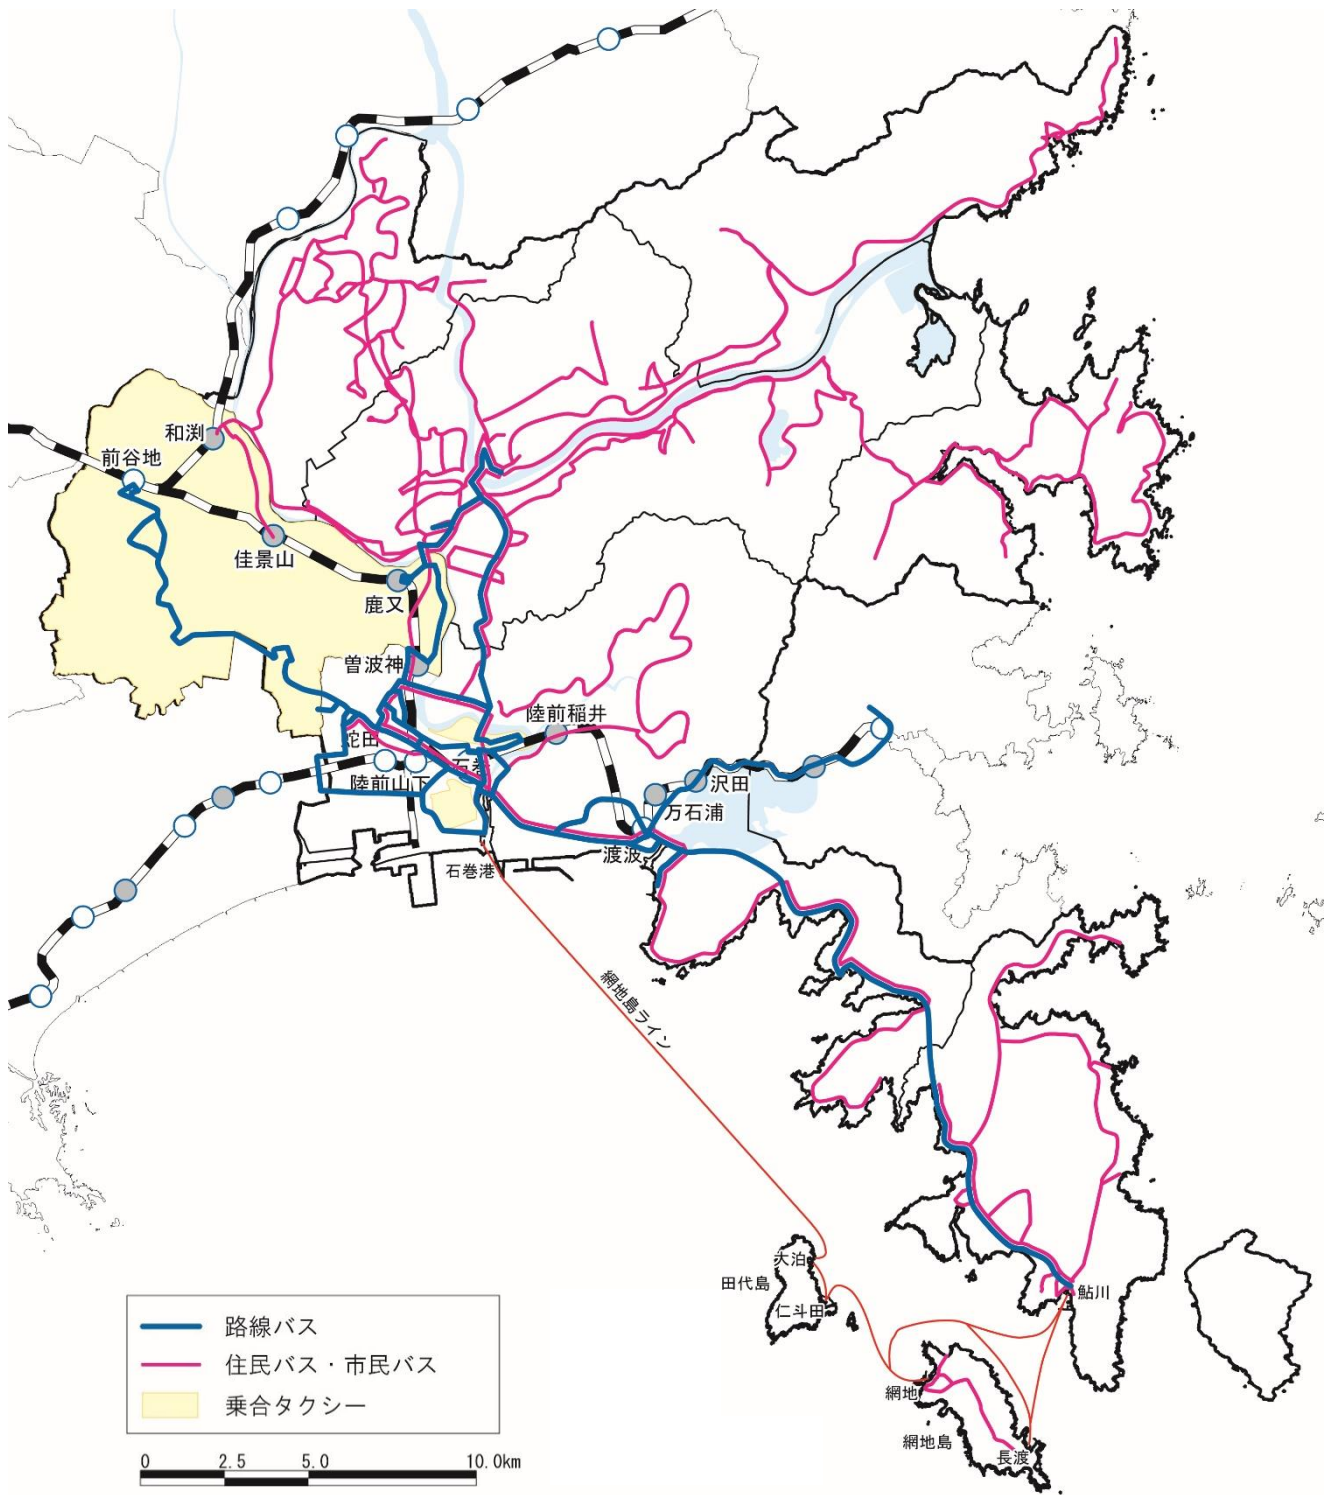 和渕
前谷地
佳景山
鹿又
曽波神
陸前稲井
蛇田
石巻
陸前山下
沢田
万石浦
渡波
石巻港
網地島ライン
大泊
田代島
仁斗田
鮎川
網地
網地島
長渡
路線バス
住民バス・市民バス
乗合タクシー
0 2.5 5.0 10.0km